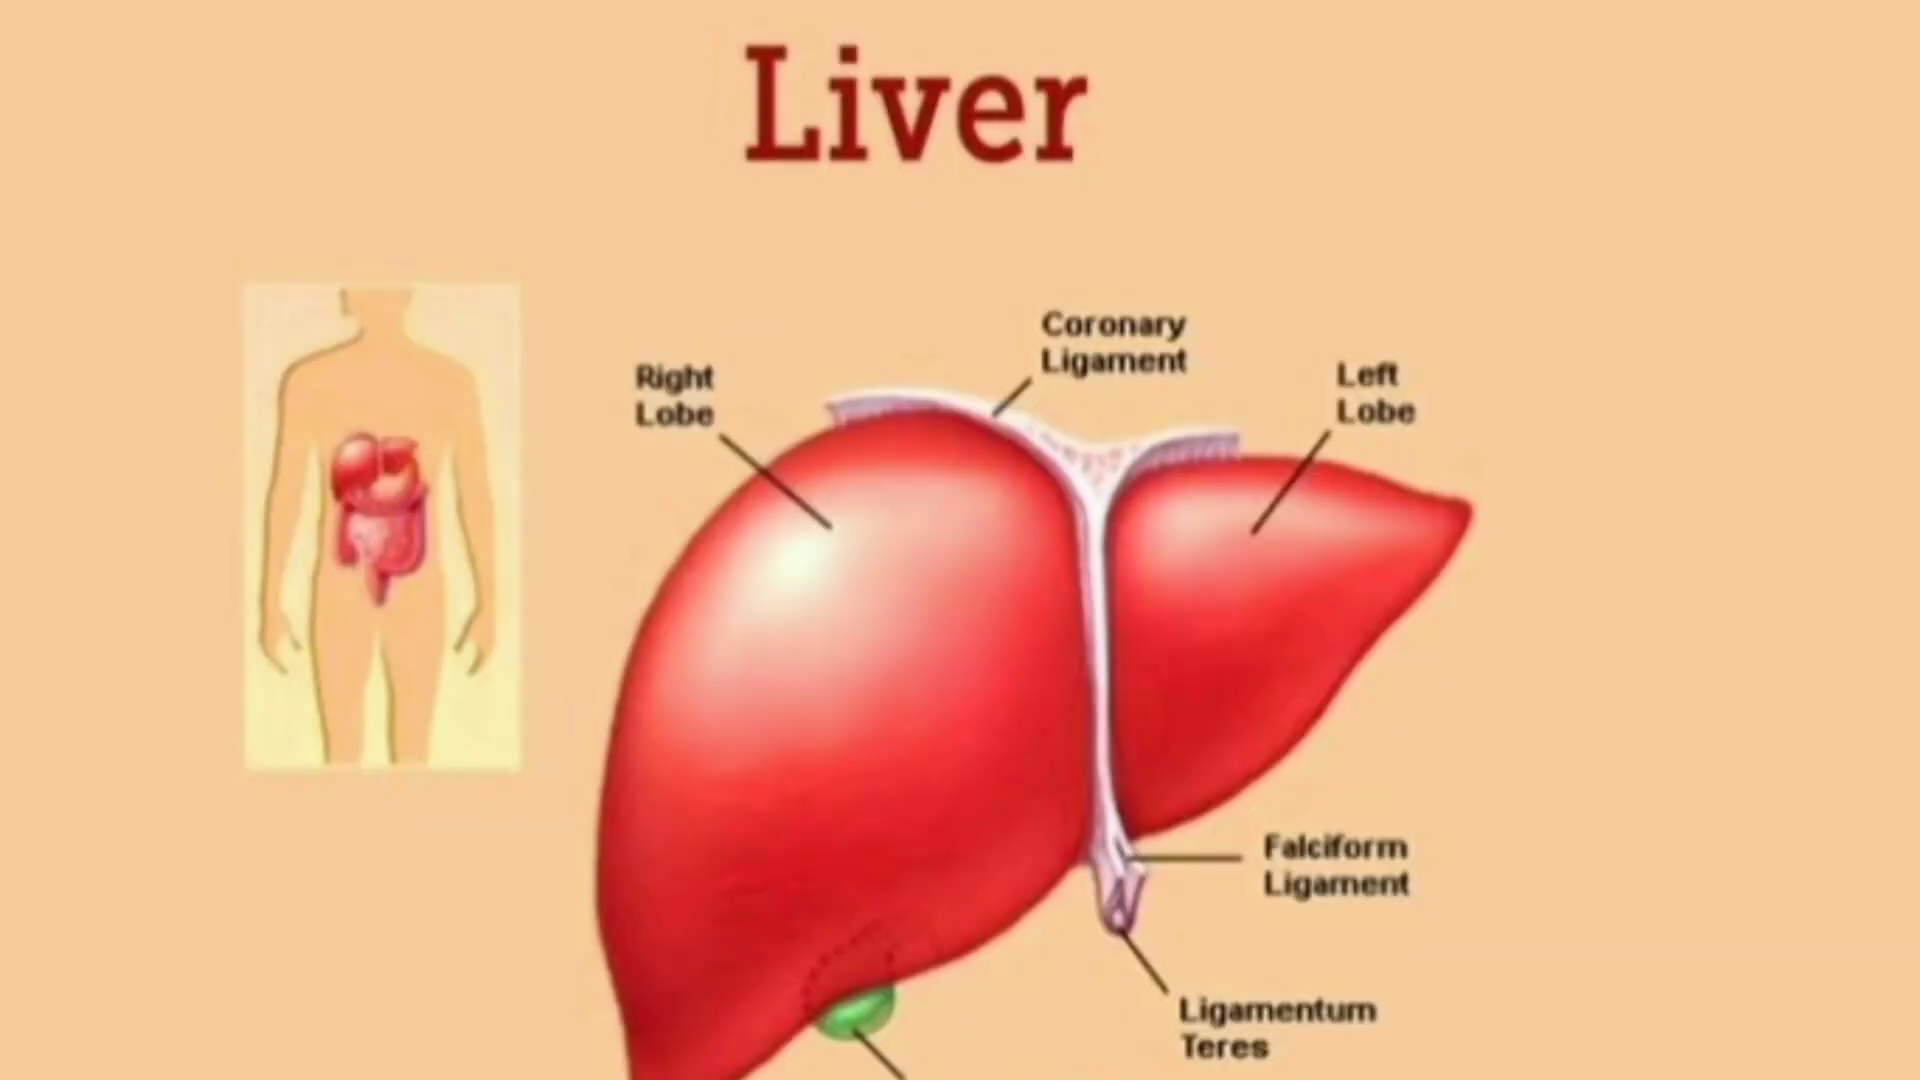 Liver
Coronary
Ligament
Right
Lobe
Left
Lobe
Falciform
Ligament
Ligamentum
Teres